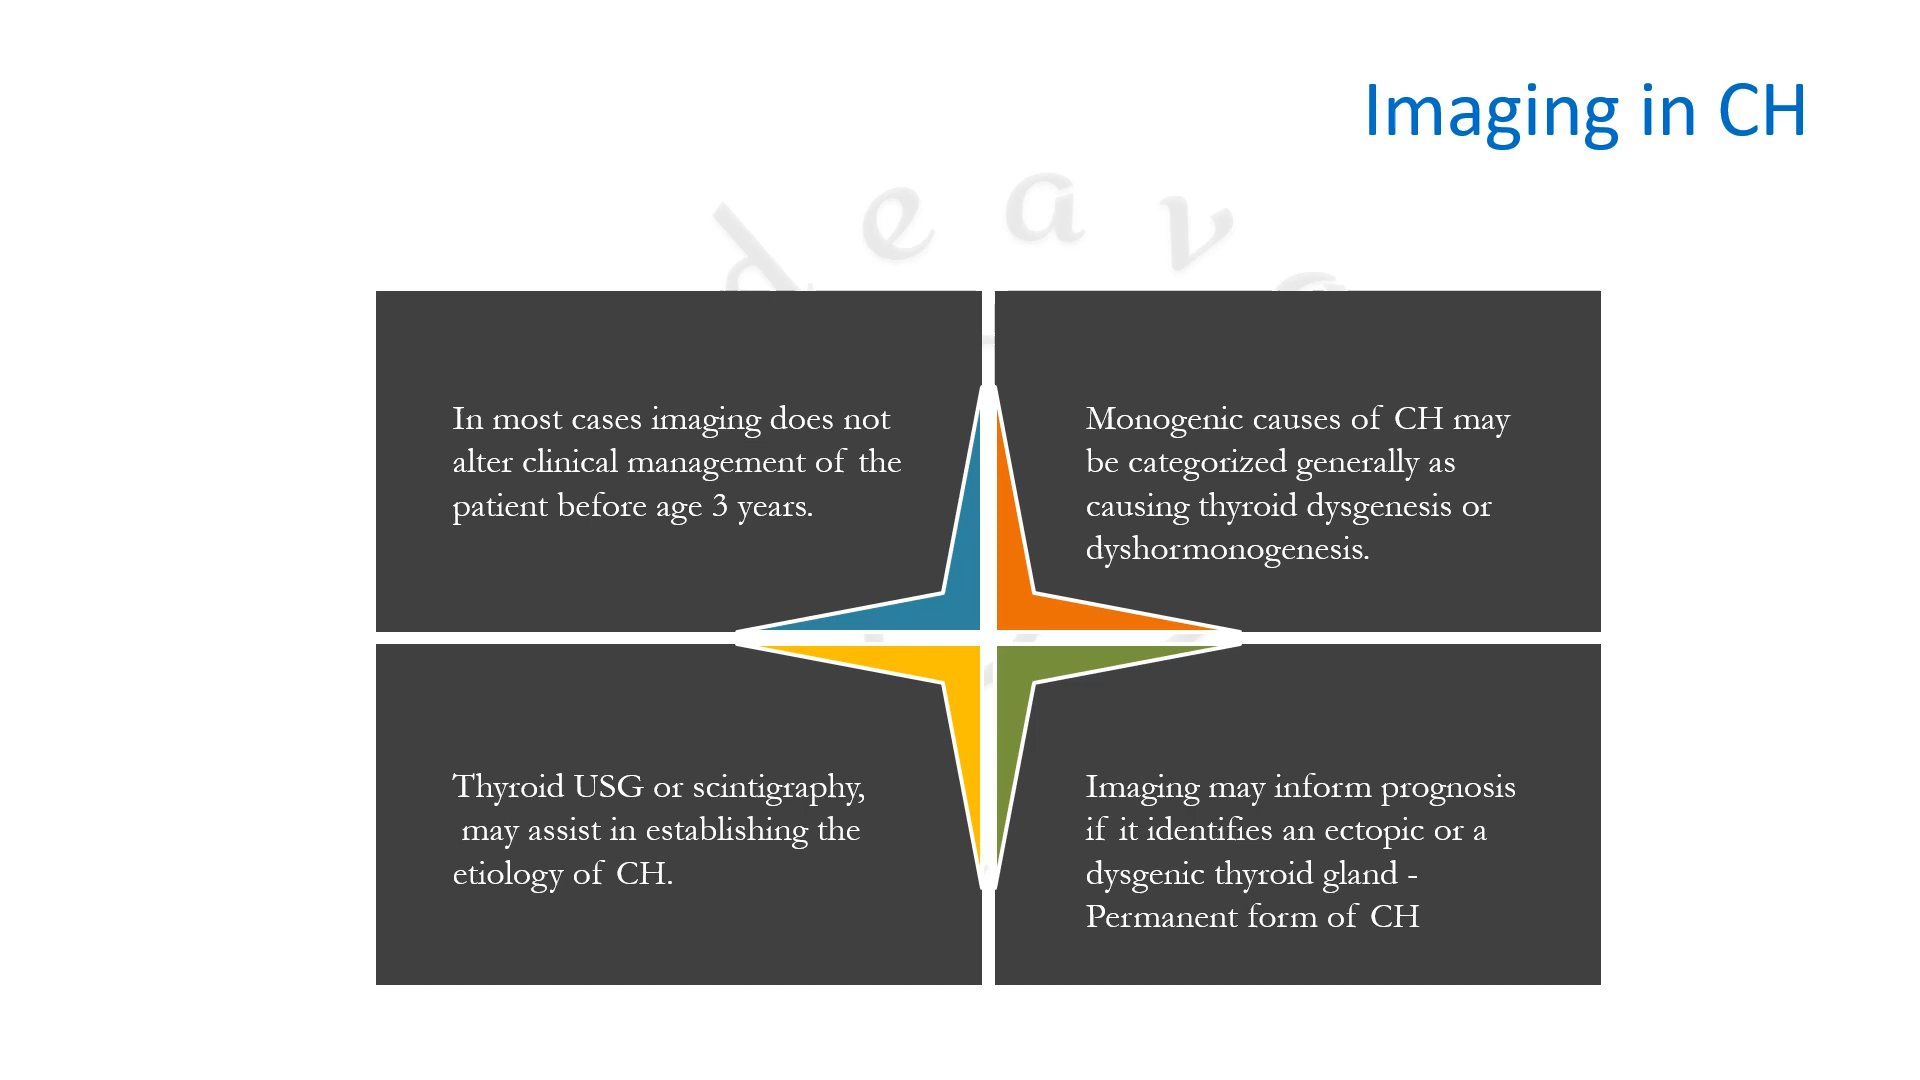 Imaging in CH
d e a v
In most cases imaging does not
alter clinical management of the
patient before age 3 years.
Monogenic causes of CH may
be categorized generally as
causing thyroid dysgenesis or
dyshormonogenesis.
Thyroid USG or scintigraphy,
may assist in establishing the
etiology of CH.
Imaging may inform prognosis
if it identifies an ectopic or a
dysgenic thyroid gland -
Permanent form of CH